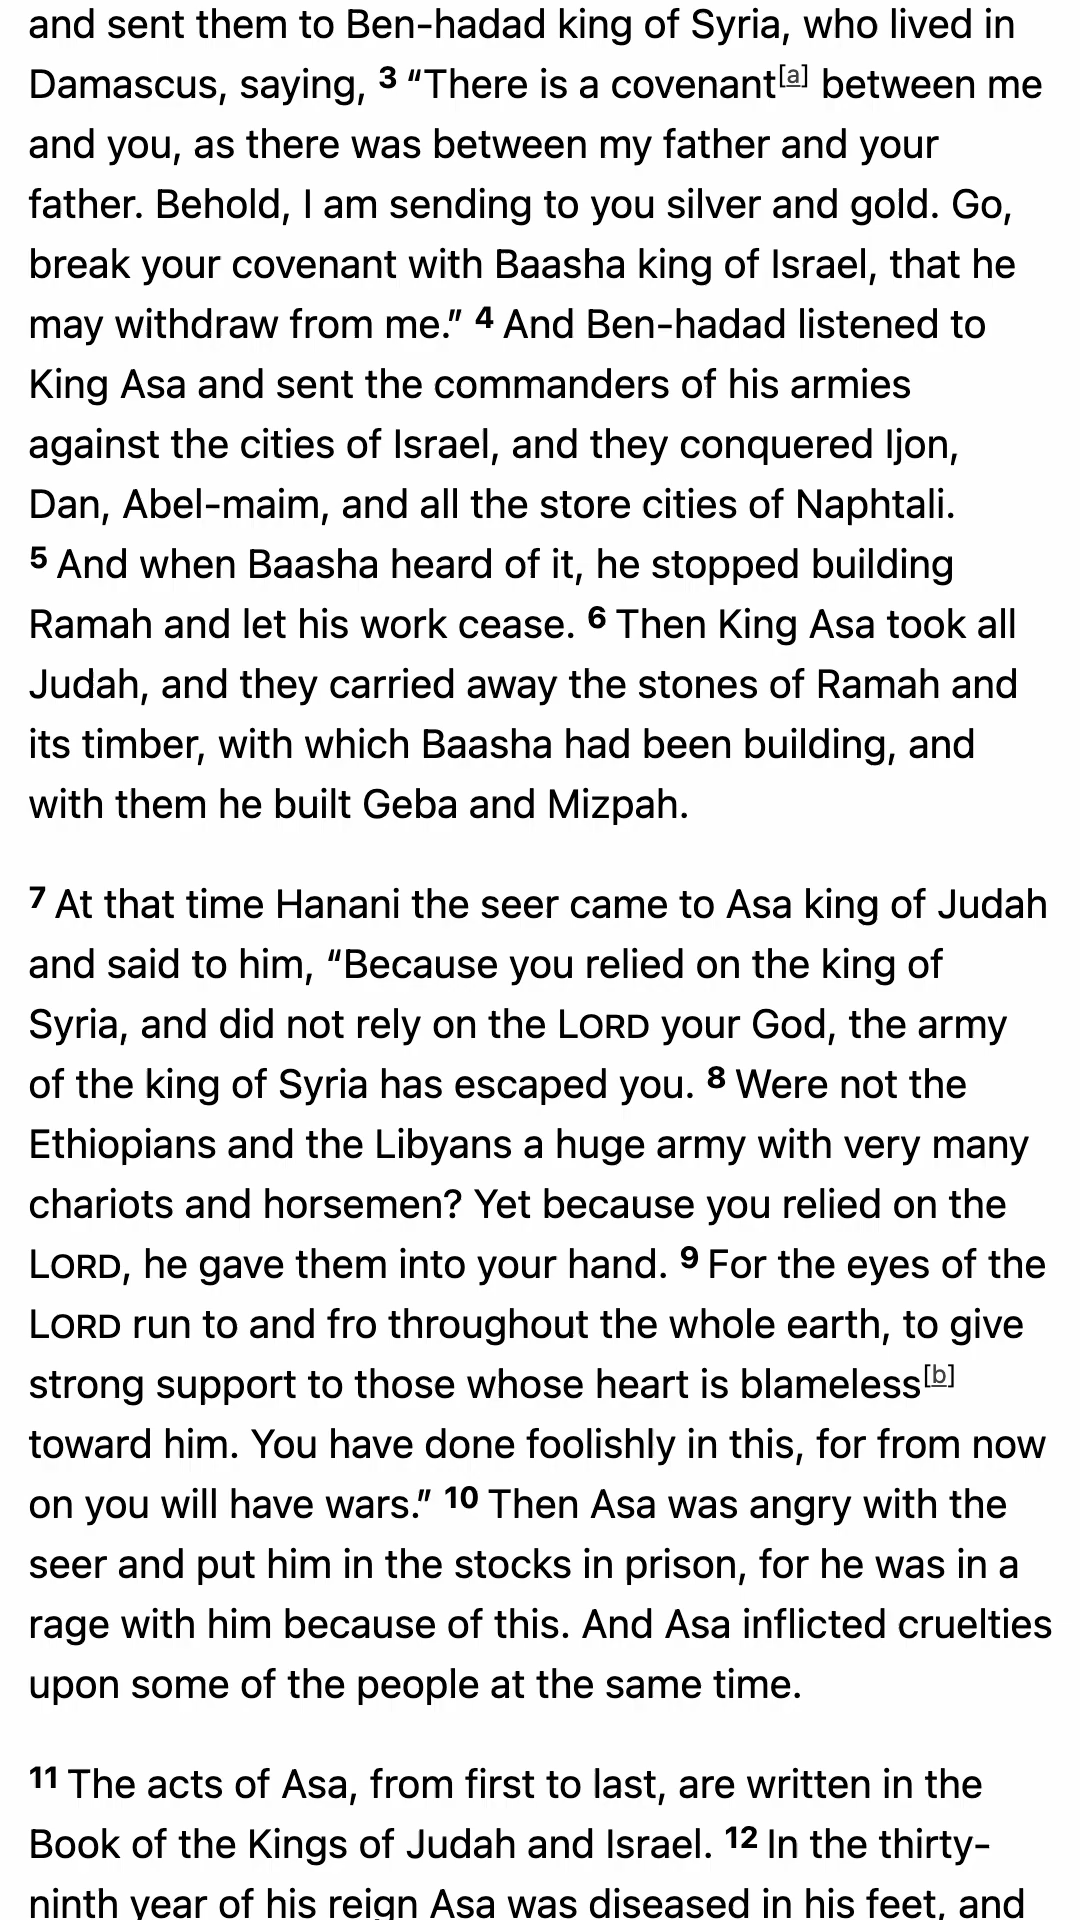 and sent them to Ben-hadad king of Syria, who lived in
Damascus, saying, 3 “There is a covenant[a] between me
and you, as there was between my father and your
father. Behold, I am sending to you silver and gold. Go,
break your covenant with Baasha king of Israel, that he
may withdraw from me.” 4 And Ben-hadad listened to
King Asa and sent the commanders of his armies
against the cities of Israel, and they conquered Ijon,
Dan, Abel-maim, and all the store cities of Naphtali.
5 And when Baasha heard of it, he stopped building
Ramah and let his work cease. 6 Then King Asa took all
Judah, and they carried away the stones of Ramah and
its timber, with which Baasha had been building, and
with them he built Geba and Mizpah.
7 At that time Hanani the seer came to Asa king of Judah
and said to him, “Because you relied on the king of
Syria, and did not rely on the LORD your God, the army
of the king of Syria has escaped you. 8 Were not the
Ethiopians and the Libyans a huge army with very many
chariots and horsemen? Yet because you relied on the
LORD, he gave them into your hand. 9 For the eyes of the
LORD run to and fro throughout the whole earth, to give
strong support to those whose heart is blameless[b]
toward him. You have done foolishly in this, for from now
on you will have wars.” 10 Then Asa was angry with the
seer and put him in the stocks in prison, for he was in a
rage with him because of this. And Asa inflicted cruelties
upon some of the people at the same time.
11 The acts of Asa, from first to last, are written in the
Book of the Kings of Judah and Israel. 12 In the thirty-
ninth year of his reign Asa was diseased in his feet, and